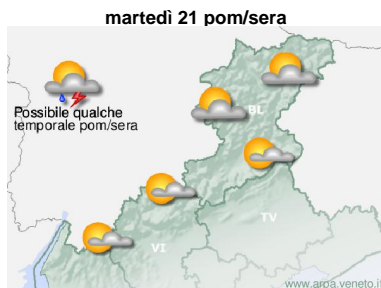 martedì 21 pom/sera
BL
Possibile qualche
temporale pom/sera
TV
VI
www.arpa.veneto.it